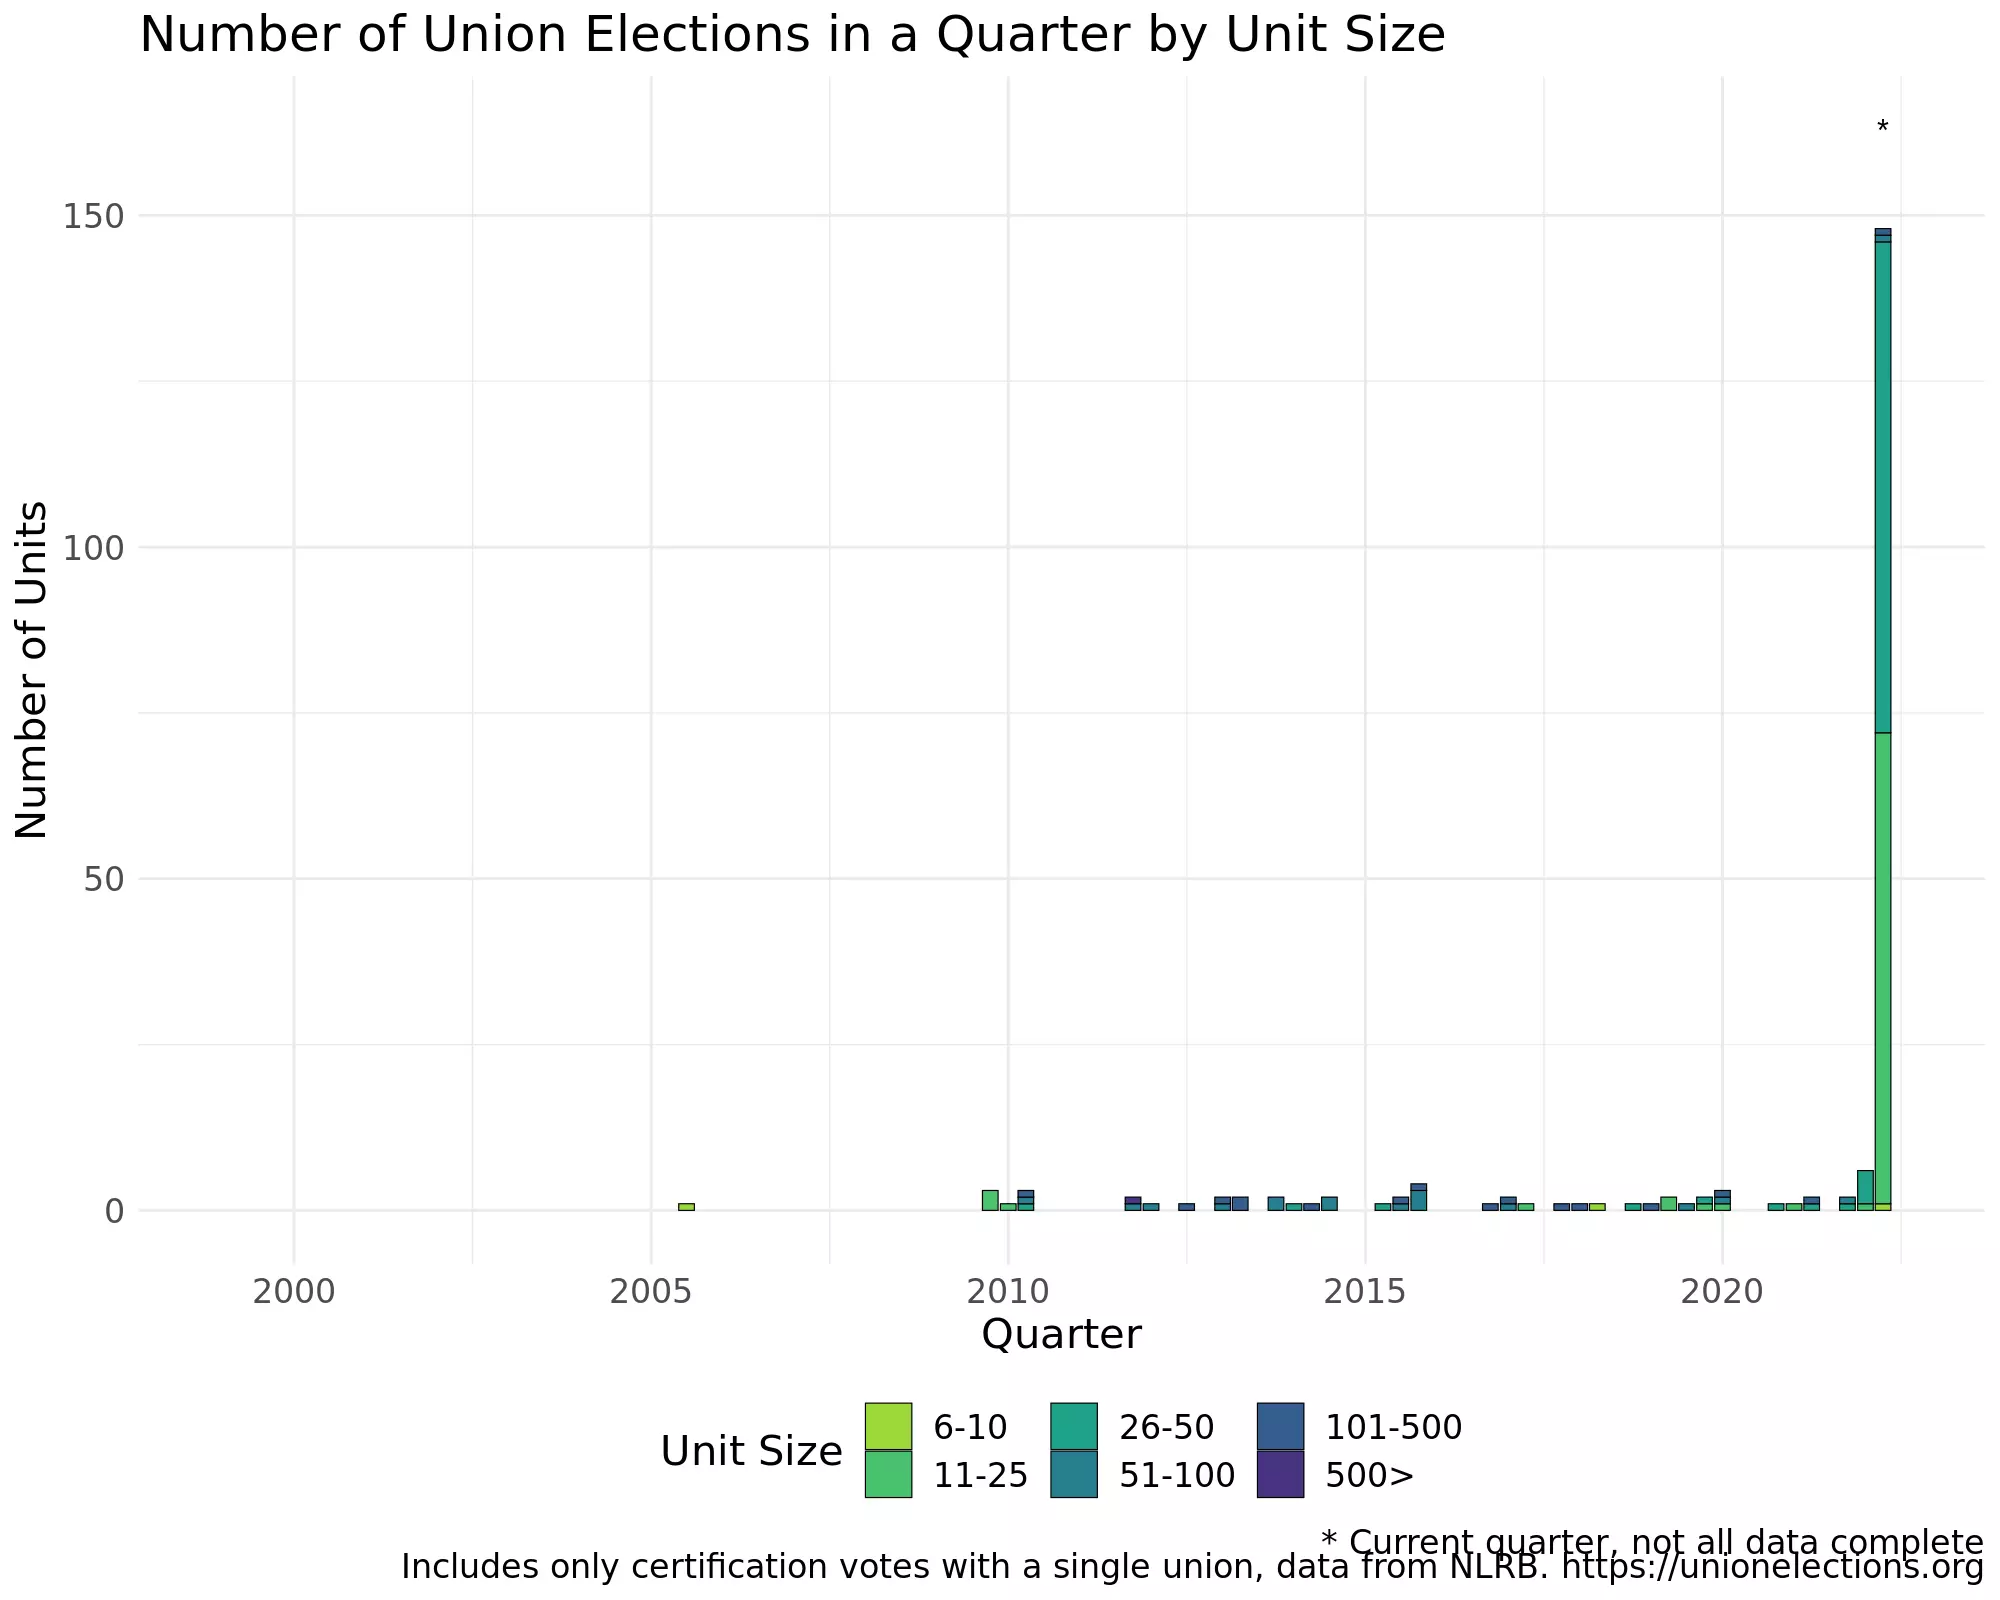 Number of Union Elections in a Quarter by Unit Size
*
150
100
50
0
Number of Units
2000 2005 2010 2015 2020
Quarter
Unit Size
6-10 26-50 101-500
11-25 51-100 500>
* Current quarter, not all data complete
Includes only certification votes with a single union, data from NLRB. https://unionelections.org